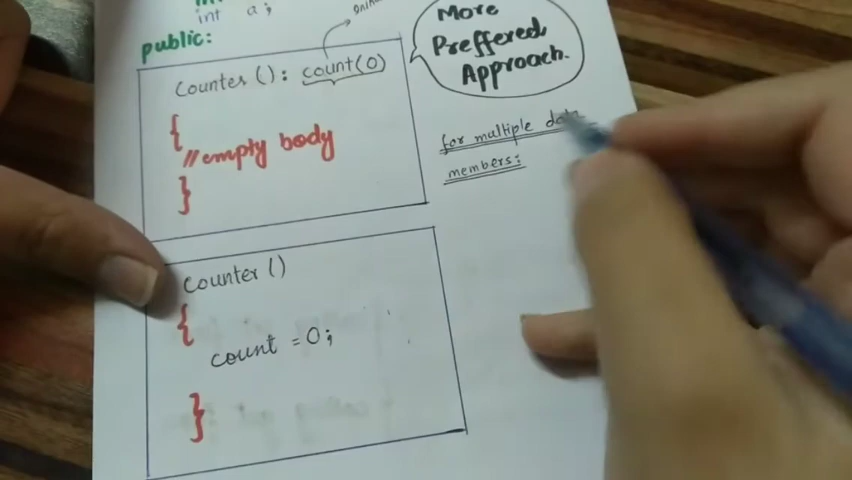 int a;
public:
Counter(): count(0)
{
//empty body
}
More
Preffered
Approach.
for multiple data
members:
counter()
{
count = 0;
}